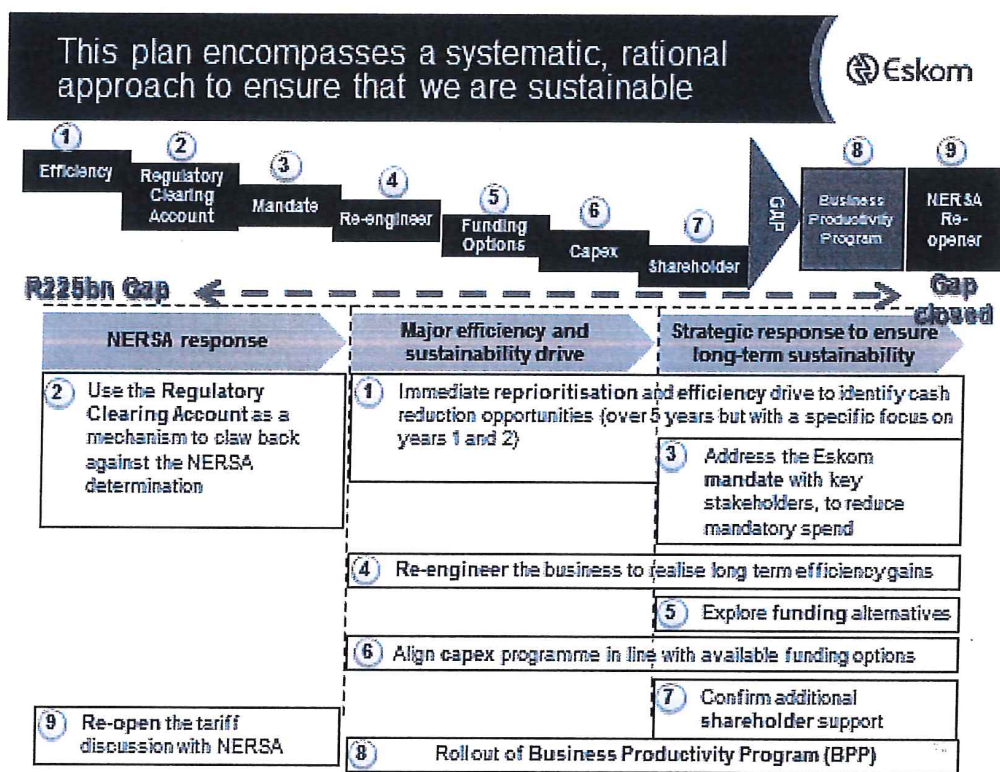 This plan encompasses a systematic, rational
approach to ensure that we are sustainable
Eskom
1
Efficiency
2
Regulatory
Clearing
Account
3
Mandate
4
Re-engineer
5
Funding
Options
6
Capex
7
Shareholder
GAP
8
Business
Productivity
Program
9
NERSA
Re-
opener
R225bn Gap
Gap
closed
NERSA response
Major efficiency and
sustainability drive
Strategic response to ensure
long-term sustainability
2
Use the Regulatory
Clearing Account as a
mechanism to claw back
against the NERSA
determination
1
Immediate reprioritisation and efficiency drive to identify cash
reduction opportunities (over 5 years but with a specific focus on
years 1 and 2)
3
Address the Eskom
mandate with key
stakeholders, to reduce
mandatory spend
4
Re-engineer the business to realise long term efficiency gains
5
Explore funding alternatives
6
Align capex programme in line with available funding options
7
Confirm additional
shareholder support
9
Re-open the tariff
discussion with NERSA
8
Rollout of Business Productivity Program (BPP)